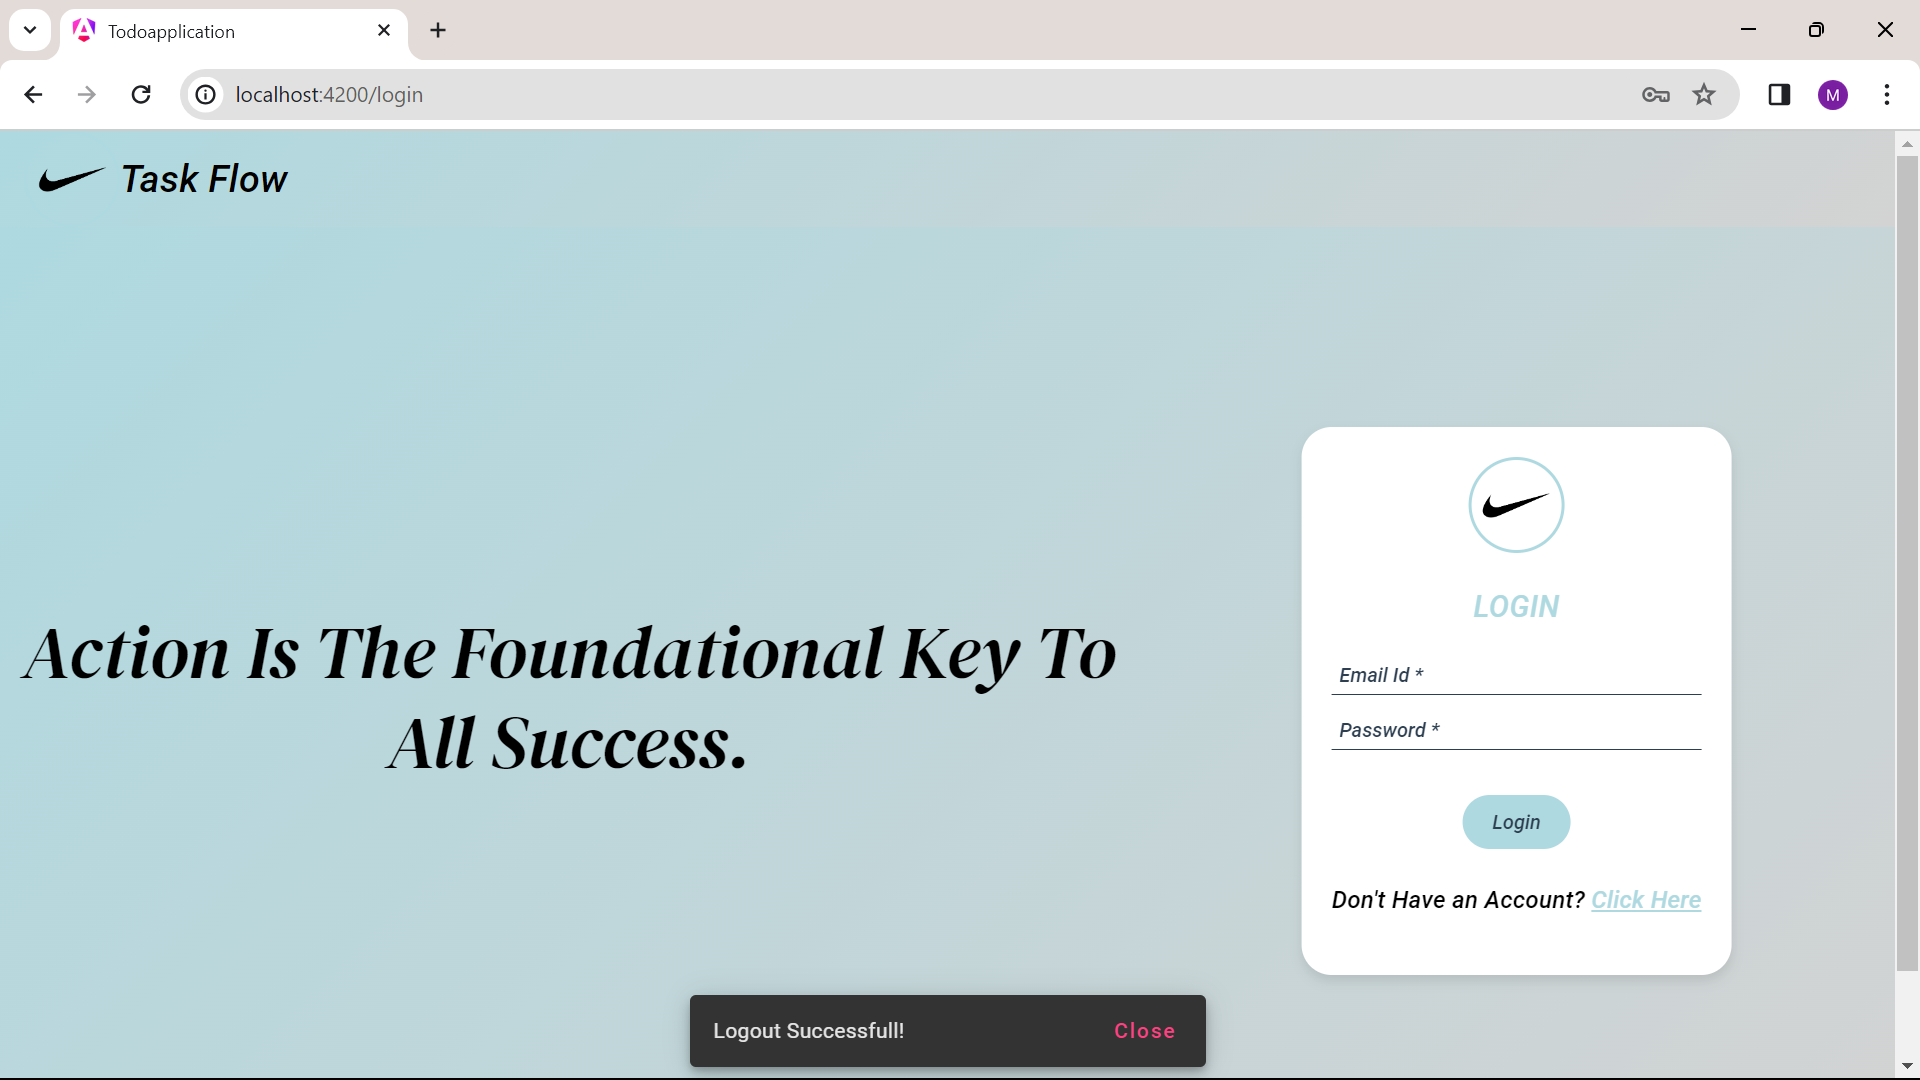 Todoapplication
localhost:4200/login
M
Task Flow
Action Is The Foundational Key To
All Success.
LOGIN
Email Id *
Password *
Login
Don't Have an Account? Click Here
Logout Successfull!
Close